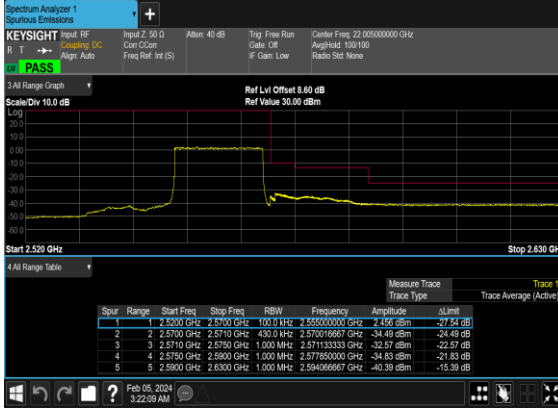 Spectrum Analyzer 1
Spurious Emissions
+
KEYSIGHT Input: RF Input Z: 50 Ω Atten: 40 dB Trig: Free Run Center Freq: 22.005000000 GHz
R T Coupling: DC Corr CCorr Gate: Off Avg|Hold: 100/100
Align: Auto Freq Ref: Int (S) IF Gain: Low Radio Std: None
PASS
3 All Range Graph
Ref Lvl Offset 8.60 dB
Scale/Div 10.0 dB Ref Value 30.00 dBm
Log
20.0
10.0
0.00
-10.0
-20.0
-30.0
-40.0
-50.0
-60.0
Start 2.520 GHz Stop 2.630 GH
4 All Range Table
Measure Trace Trace 1
Trace Type Trace Average (Active)
Spur Range Start Freq Stop Freq RBW Frequency Amplitude ΔLimit
1 1 2.5200 GHz 2.5700 GHz 100.0 kHz 2.555000000 GHz 2.456 dBm -27.54 dB
2 2 2.5700 GHz 2.5710 GHz 430.0 kHz 2.570016667 GHz -34.49 dBm -24.49 dB
3 3 2.5710 GHz 2.5750 GHz 1.000 MHz 2.571133333 GHz -32.57 dBm -22.57 dB
4 4 2.5750 GHz 2.5900 GHz 1.000 MHz 2.577850000 GHz -34.83 dBm -21.83 dB
5 5 2.5900 GHz 2.6300 GHz 1.000 MHz 2.594066667 GHz -40.39 dBm -15.39 dB
?
Feb 05, 2024
3:22:09 AM